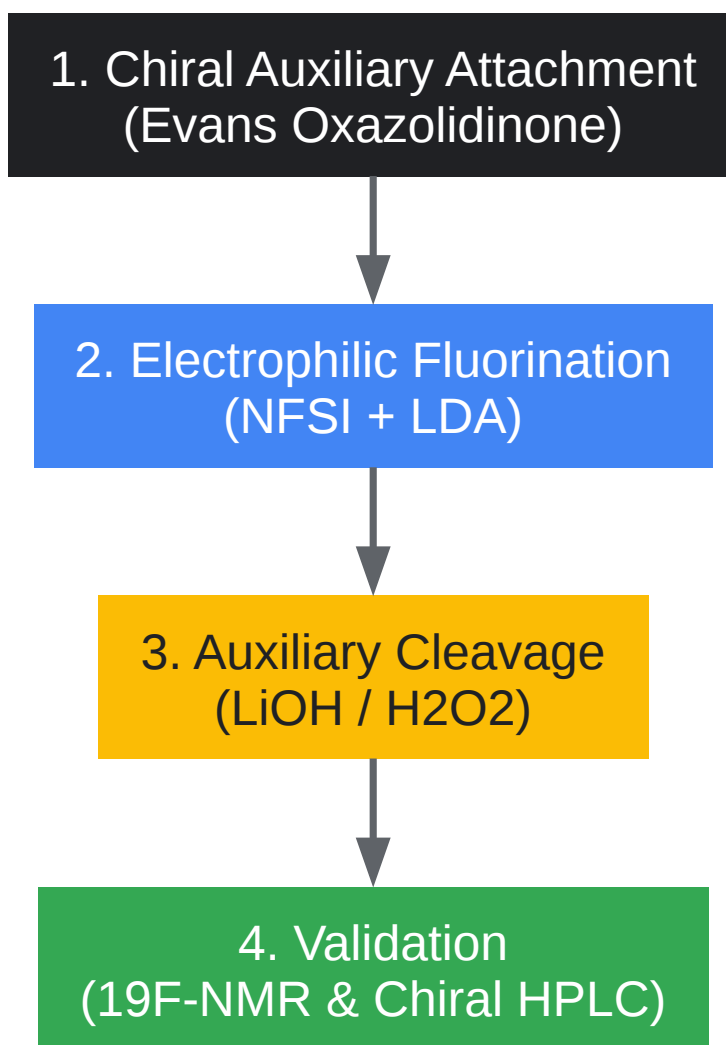 1. Chiral Auxiliary Attachment
(Evans Oxazolidinone)
2. Electrophilic Fluorination
(NFSI + LDA)
3. Auxiliary Cleavage
(LiOH / H2O2)
4. Validation
(19F-NMR & Chiral HPLC)